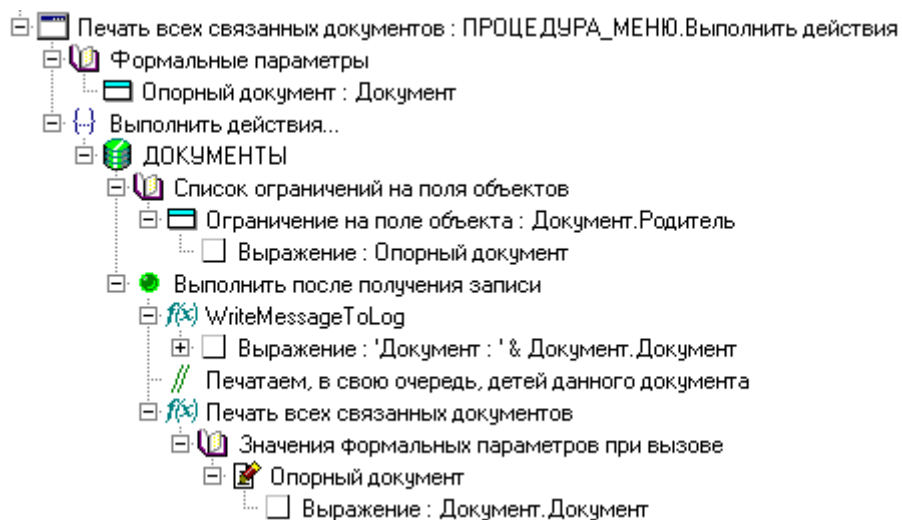 Печать всех связанных документов : ПРОЦЕДУРА_МЕНЮ.Выполнить действия
Формальные параметры
Опорный документ : Документ
Выполнить действия...
ДОКУМЕНТЫ
Список ограничений на поля объектов
Ограничение на поле объекта : Документ.Родитель
Выражение : Опорный документ
Выполнить после получения записи
f(x) WriteMessageToLog
Выражение : 'Документ : ' & Документ.Документ
// Печатаем, в свою очередь, детей данного документа
f(x) Печать всех связанных документов
Значения формальных параметров при вызове
Опорный документ
Выражение : Документ.Документ